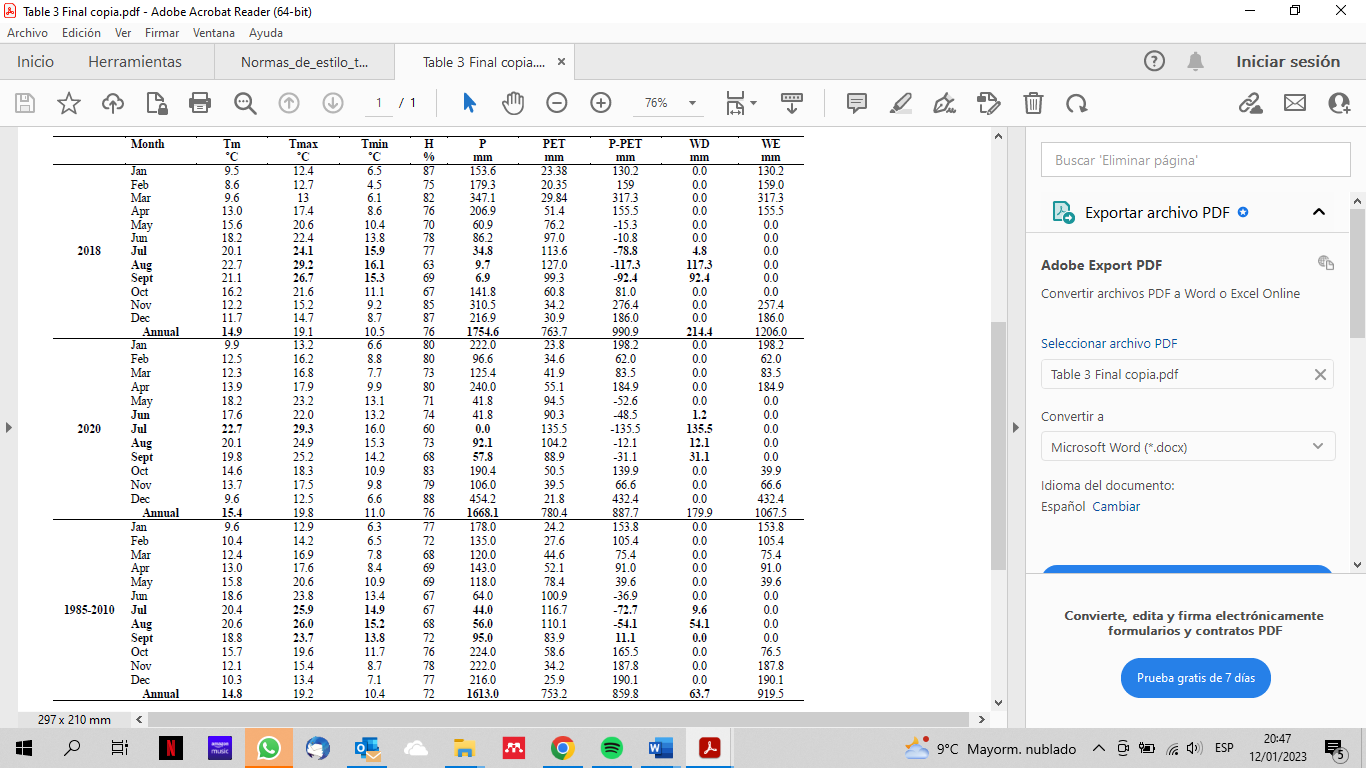 Table 3 Final copia.pdf - Adobe Acrobat Reader (64-bit)
Archivo Edición Ver Firmar Ventana Ayuda
Inicio Herramientas Normas_de_estilo_t... Table 3 Final copia.... Iniciar sesión
1 / 1 76%
Month Tm Tmax Tmin H P PET P-PET WD WE
°C °C °C % mm mm mm mm mm
Jan 9.5 12.4 6.5 87 153.6 23.38 130.2 0.0 130.2
Feb 8.6 12.7 4.5 75 179.3 20.35 159 0.0 159.0
Mar 9.6 13 6.1 82 347.1 29.84 317.3 0.0 317.3
Apr 13.0 17.4 8.6 76 206.9 51.4 155.5 0.0 155.5
May 15.6 20.6 10.4 70 60.9 76.2 -15.3 0.0 0.0
Jun 18.2 22.4 13.8 78 86.2 97.0 -10.8 0.0 0.0
2018 Jul 20.1 24.1 15.9 77 34.8 113.6 -78.8 4.8 0.0
Aug 22.7 29.2 16.1 63 9.7 127.0 -117.3 117.3 0.0
Sept 21.1 26.7 15.3 69 6.9 99.3 -92.4 92.4 0.0
Oct 16.2 21.6 11.1 67 141.8 60.8 81.0 0.0 0.0
Nov 12.2 15.2 9.2 85 310.5 34.2 276.4 0.0 257.4
Dec 11.7 14.7 8.7 87 216.9 30.9 186.0 0.0 186.0
Annual 14.9 19.1 10.5 76 1754.6 763.7 990.9 214.4 1206.0
Jan 9.9 13.2 6.6 80 222.0 23.8 198.2 0.0 198.2
Feb 12.5 16.2 8.8 80 96.6 34.6 62.0 0.0 62.0
Mar 12.3 16.8 7.7 73 125.4 41.9 83.5 0.0 83.5
Apr 13.9 17.9 9.9 80 240.0 55.1 184.9 0.0 184.9
May 18.2 23.2 13.1 71 41.8 94.5 -52.6 0.0 0.0
Jun 17.6 22.0 13.2 74 41.8 90.3 -48.5 1.2 0.0
2020 Jul 22.7 29.3 16.0 60 0.0 135.5 -135.5 135.5 0.0
Aug 20.1 24.9 15.3 73 92.1 104.2 -12.1 12.1 0.0
Sept 19.8 25.2 14.2 68 57.8 88.9 -31.1 31.1 0.0
Oct 14.6 18.3 10.9 83 190.4 50.5 139.9 0.0 39.9
Nov 13.7 17.5 9.8 79 106.0 39.5 66.6 0.0 66.6
Dec 9.6 12.5 6.6 88 454.2 21.8 432.4 0.0 432.4
Annual 15.4 19.8 11.0 76 1668.1 780.4 887.7 179.9 1067.5
Jan 9.6 12.9 6.3 77 178.0 24.2 153.8 0.0 153.8
Feb 10.4 14.2 6.5 72 135.0 27.6 105.4 0.0 105.4
Mar 12.4 16.9 7.8 68 120.0 44.6 75.4 0.0 75.4
Apr 13.0 17.6 8.4 69 143.0 52.1 91.0 0.0 91.0
May 15.8 20.6 10.9 69 118.0 78.4 39.6 0.0 39.6
Jun 18.6 23.8 13.4 67 64.0 100.9 -36.9 0.0 0.0
1985-2010 Jul 20.4 25.9 14.9 67 44.0 116.7 -72.7 9.6 0.0
Aug 20.6 26.0 15.2 68 56.0 110.1 -54.1 54.1 0.0
Sept 18.8 23.7 13.8 72 95.0 83.9 11.1 0.0 0.0
Oct 15.7 19.6 11.7 76 224.0 58.6 165.5 0.0 76.5
Nov 12.1 15.4 8.7 78 222.0 34.2 187.8 0.0 187.8
Dec 10.3 13.4 7.1 77 216.0 25.9 190.1 0.0 190.1
Annual 14.8 19.2 10.4 72 1613.0 753.2 859.8 63.7 919.5
297 x 210 mm
Buscar 'Eliminar página'
Exportar archivo PDF
Adobe Export PDF
Convertir archivos PDF a Word o Excel Online
Seleccionar archivo PDF
Table 3 Final copia.pdf
Convertir a
Microsoft Word (*.docx)
Idioma del documento:
Español Cambiar
Convierte, edita y firma electrónicamente
formularios y contratos PDF
Prueba gratis de 7 días
N amazon music W 9°C Mayorm. nublado ESP 20:47
12/01/2023 5